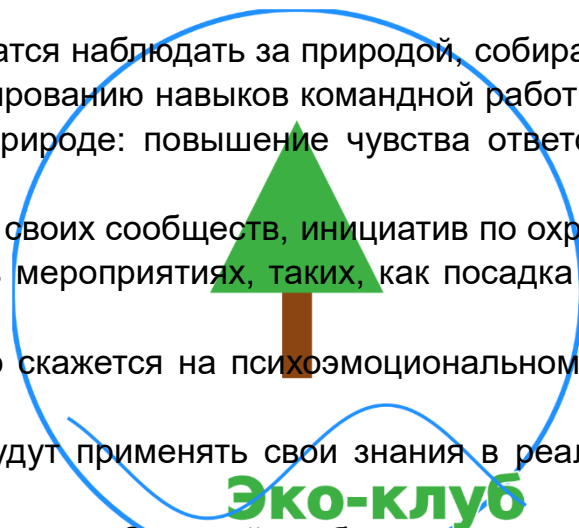 атся наблюдать за природой, собира
ированию навыков командной работ
рироде: повышение чувства ответс
своих сообществ, инициатив по охр
мероприятиях, таких, как посадка
скажется на психоэмоциональном
удут применять свои знания в реал
Эко-клуб